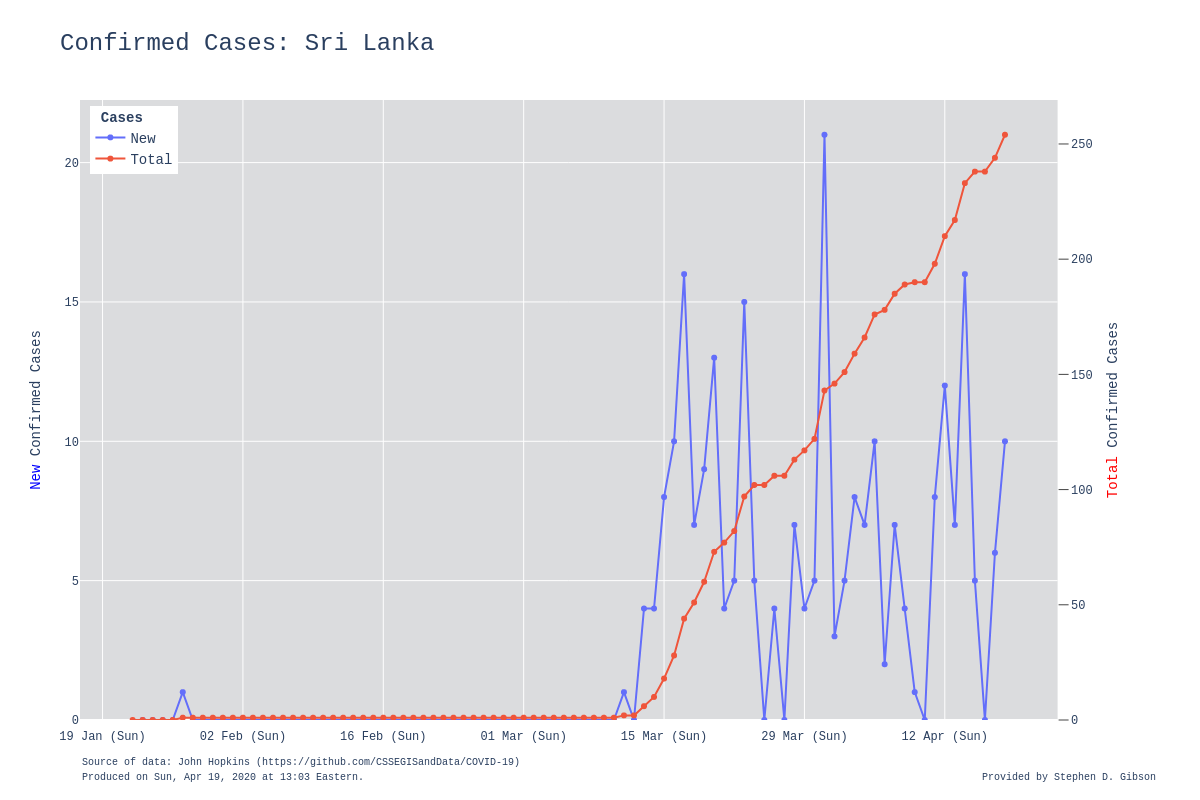 Confirmed Cases: Sri Lanka
Cases
New
Total
20
15
10
5
0
250
200
150
100
50
0
New Confirmed Cases
Total Confirmed Cases
19 Jan (Sun)
02 Feb (Sun)
16 Feb (Sun)
01 Mar (Sun)
15 Mar (Sun)
29 Mar (Sun)
12 Apr (Sun)
Source of data: John Hopkins (https://github.com/CSSEGISandData/COVID-19)
Produced on Sun, Apr 19, 2020 at 13:03 Eastern.
Provided by Stephen D. Gibson